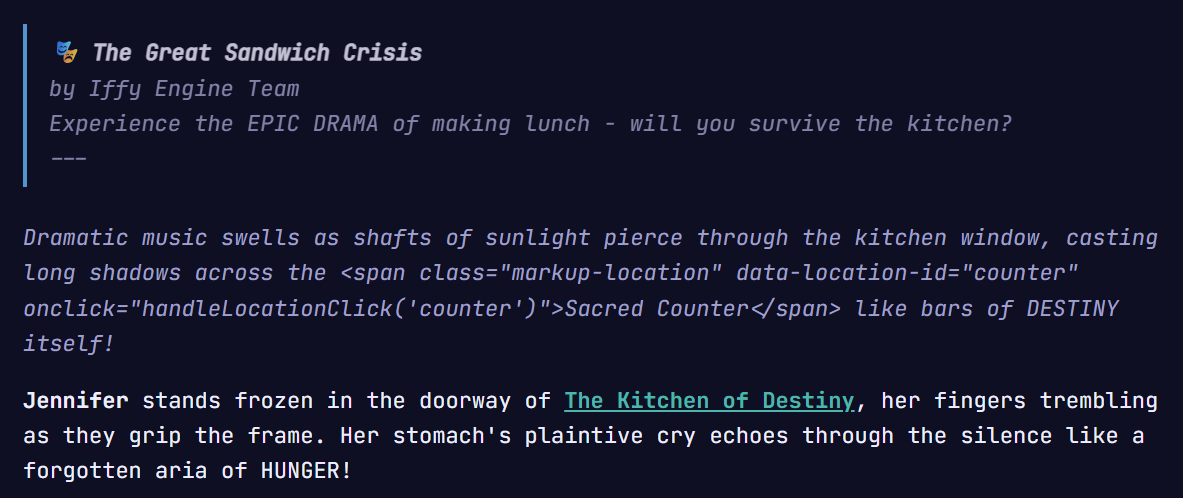 🎭 The Great Sandwich Crisis
by Iffy Engine Team
Experience the EPIC DRAMA of making lunch - will you survive the kitchen?
---
Dramatic music swells as shafts of sunlight pierce through the kitchen window, casting
long shadows across the <span class="markup-location" data-location-id="counter"
onclick="handleLocationClick('counter')">Sacred Counter</span> like bars of DESTINY
itself!
Jennifer stands frozen in the doorway of The Kitchen of Destiny, her fingers trembling
as they grip the frame. Her stomach's plaintive cry echoes through the silence like a
forgotten aria of HUNGER!